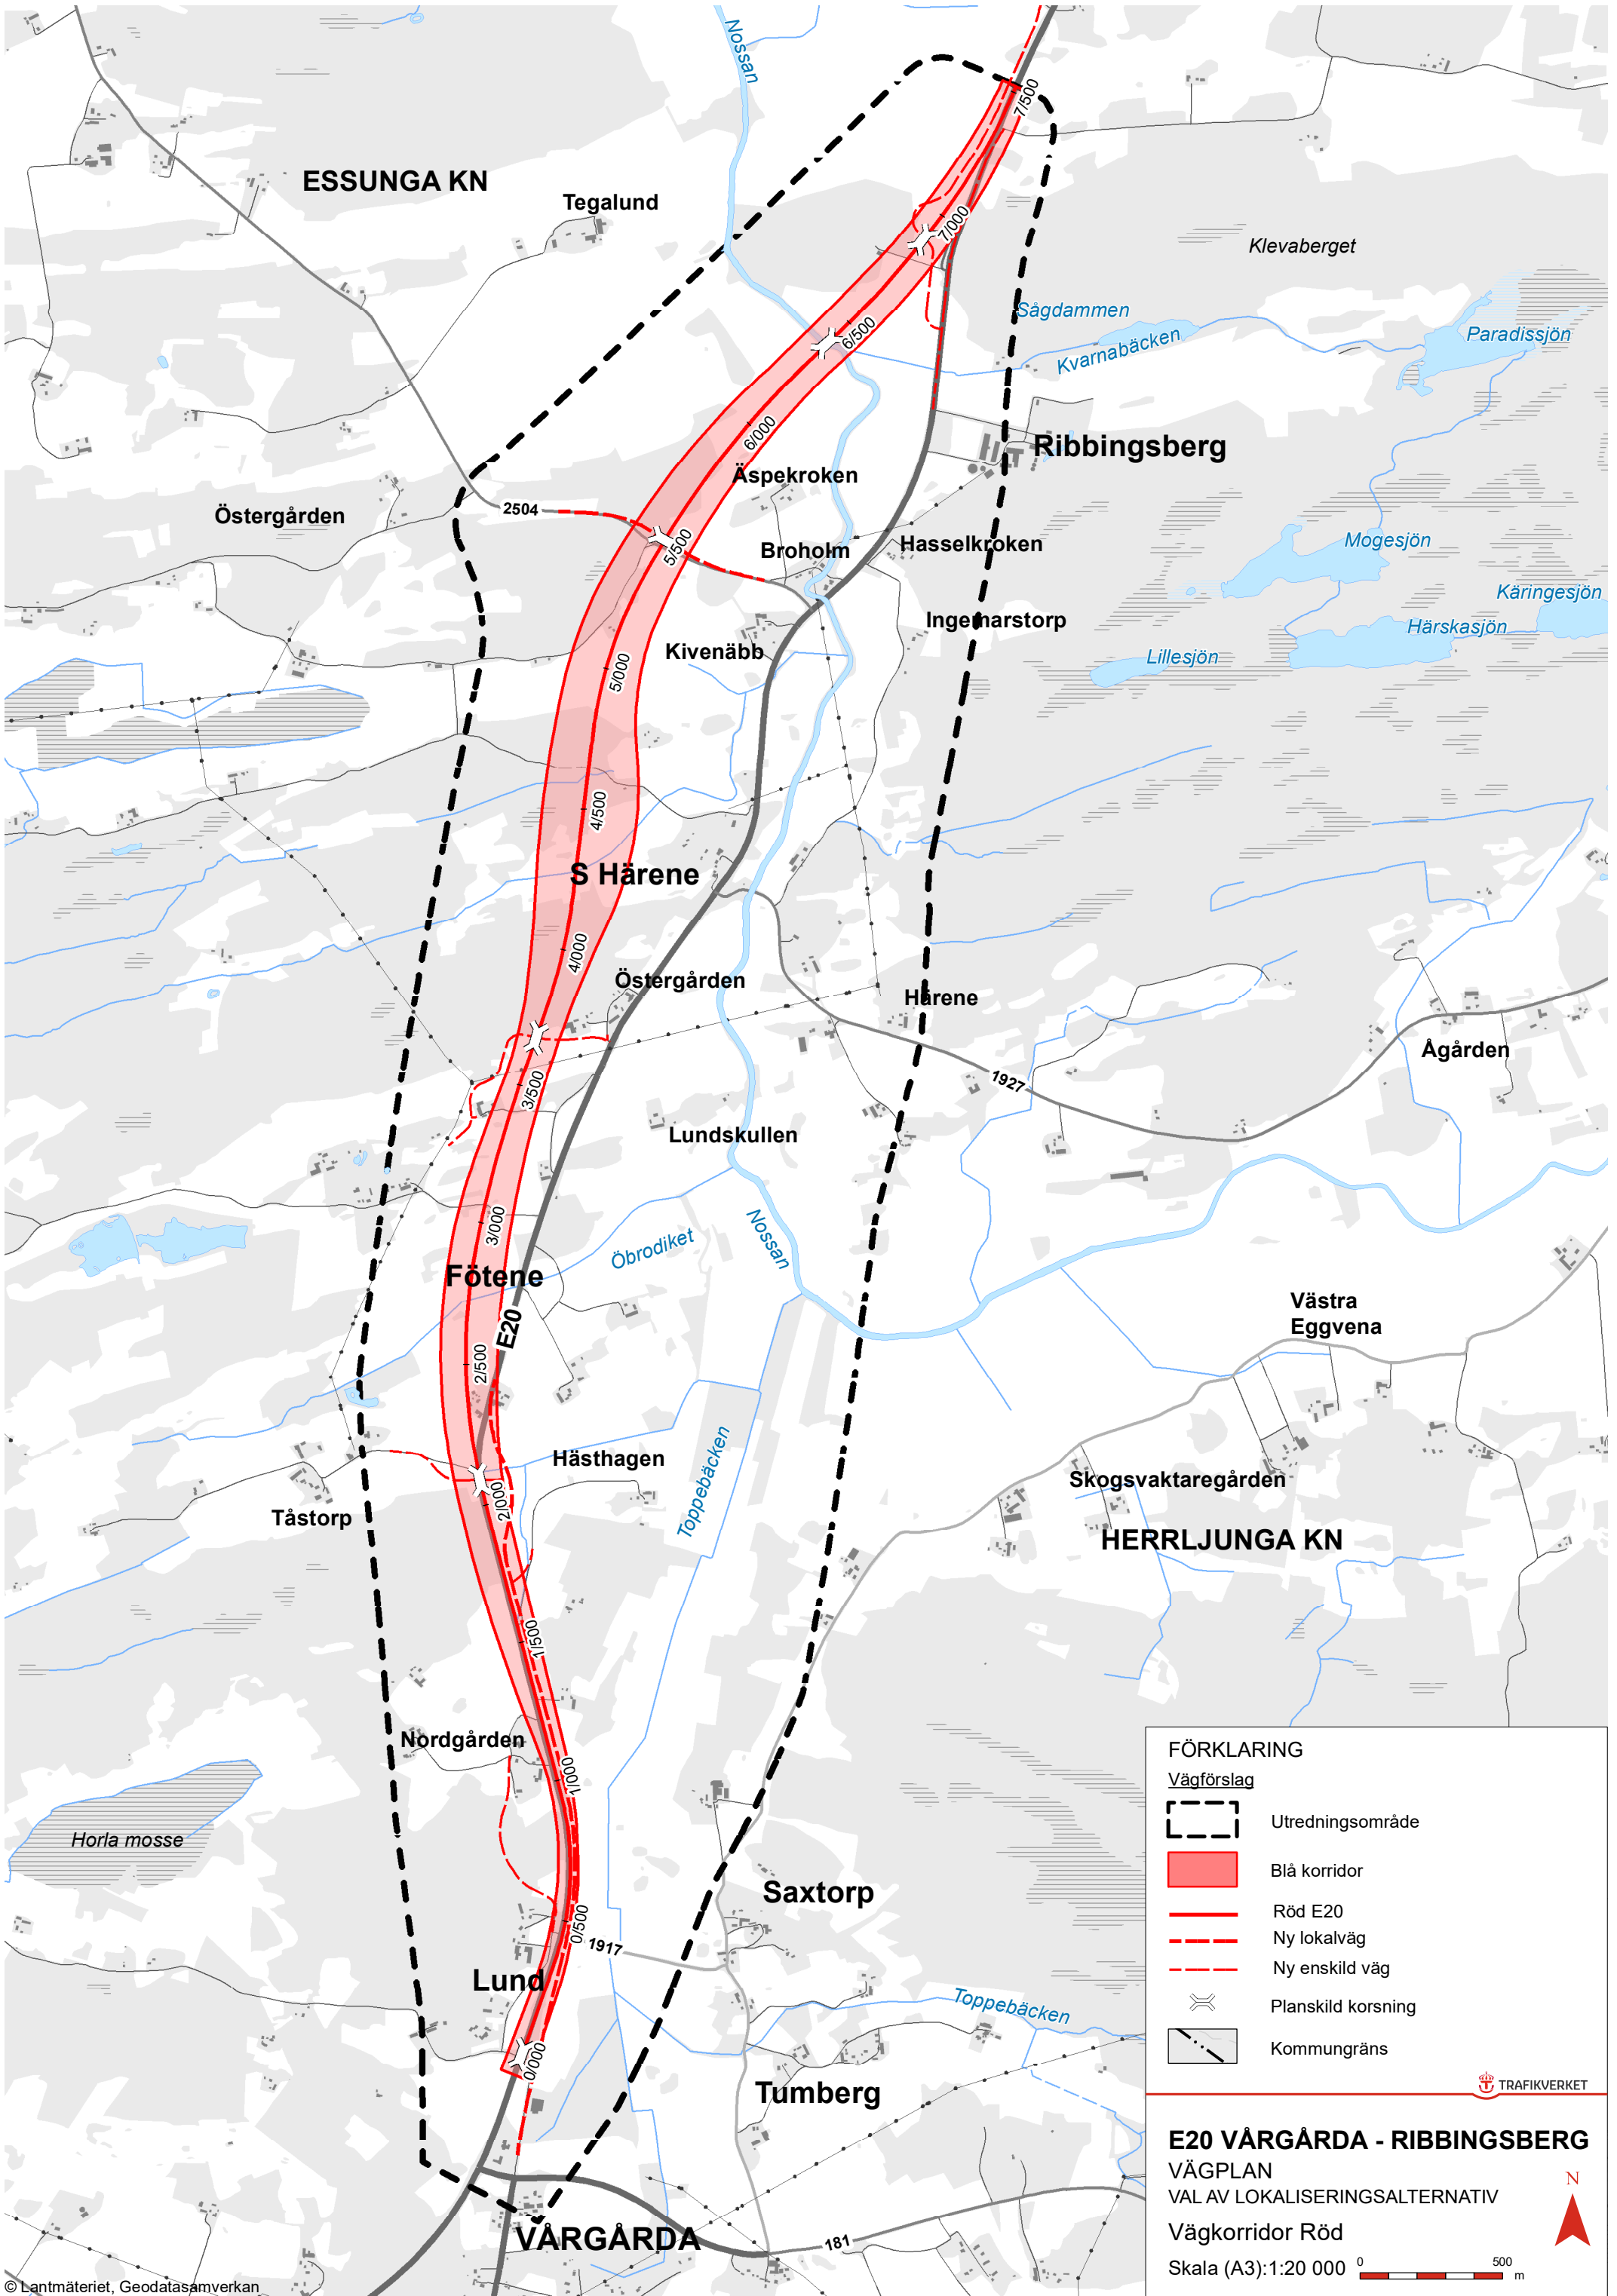 Nossan
7/500
ESSUNGA KN
Tegalund
7/000
Klevaberget
Sågdammen
Kvarnabäcken
Paradissjön
6/500
6/000
Ribbingsberg
Äspekroken
2504
Östergården
5/500
Broholm
Hasselkroken
Mogesjön
Käringesjön
Ingemarstorp
Härskasjön
Kivenäbb
Lillesjön
5/000
4/500
S Härene
4/000
Östergården
Härene
Ågården
1927
3/500
Lundskullen
3/000
Öbrodiket
Nossan
Fötene
E20
Västra
Eggvena
2/500
Hästhagen
Toppebäcken
Skogsvaktaregården
2/000
Tåstorp
HERRLJUNGA KN
1/500
Nordgården
1/000
Horla mosse
Saxtorp
0/500
1917
Lund
Toppebäcken
0/000
Tumberg
VÅRGÅRDA
181
FÖRKLARING
Vägförslag
Utredningsområde
Blå korridor
Röd E20
Ny lokalväg
Ny enskild väg
Planskild korsning
Kommungräns
TRAFIKVERKET
E20 VÅRGÅRDA - RIBBINGSBERG
VÄGPLAN
VAL AV LOKALISERINGSALTERNATIV
N
Vägkorridor Röd
Skala (A3):1:20 000
0 500
m
© Lantmäteriet, Geodatasamverkan